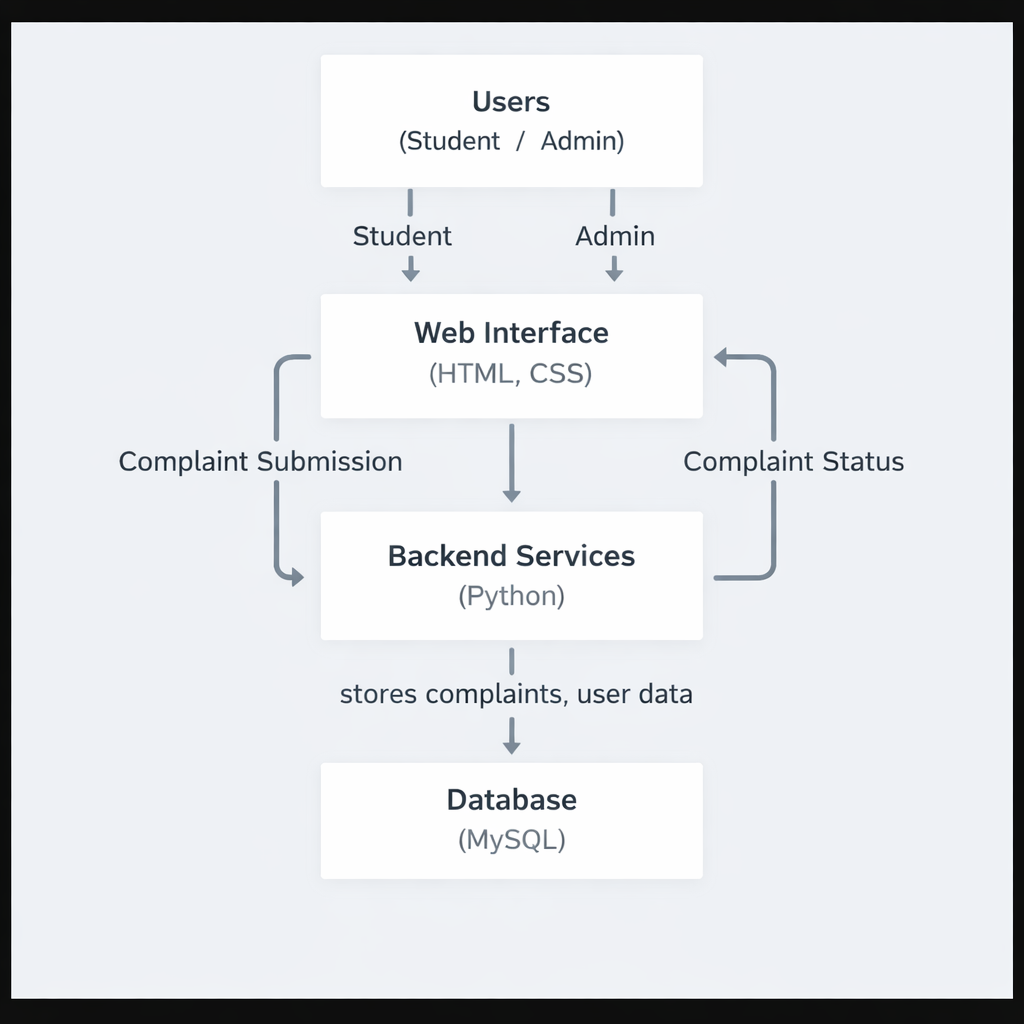 Users
(Student / Admin)
Student Admin
Web Interface
(HTML, CSS)
Complaint Submission Complaint Status
Backend Services
(Python)
stores complaints, user data
Database
(MySQL)